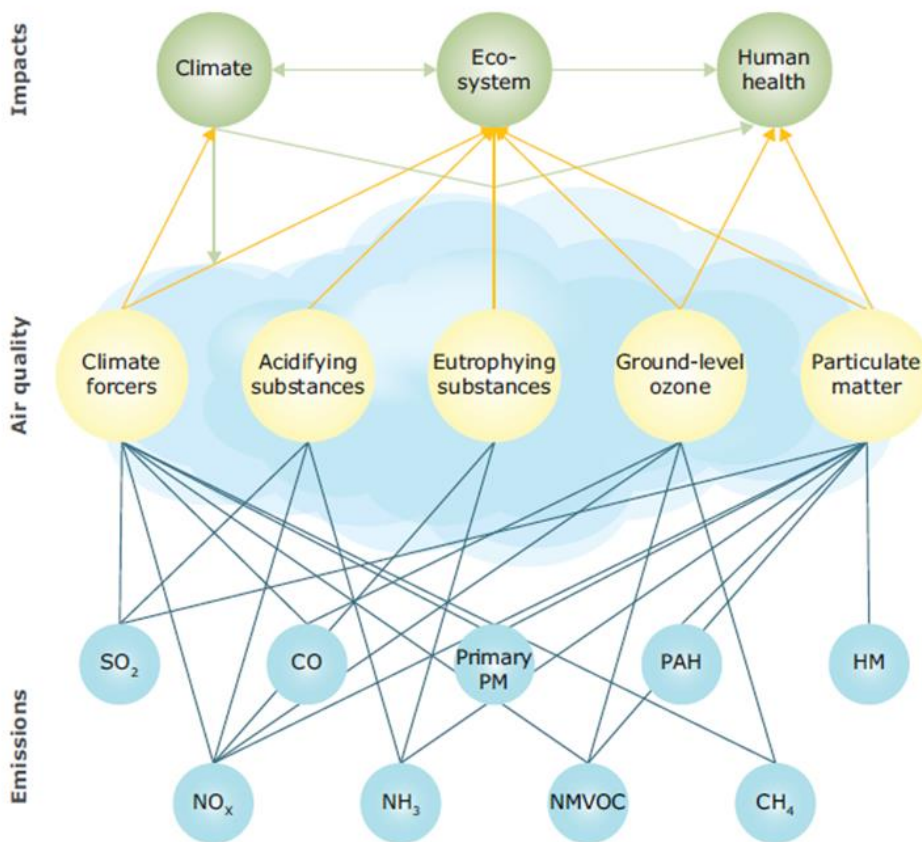 Impacts
Climate
Eco-
system
Human
health
Air quality
Climate
forcers
Acidifying
substances
Eutrophying
substances
Ground-level
ozone
Particulate
matter
Emissions
SO₂
CO
Primary
PM
PAH
HM
NOₓ
NH₃
NMVOC
CH₄